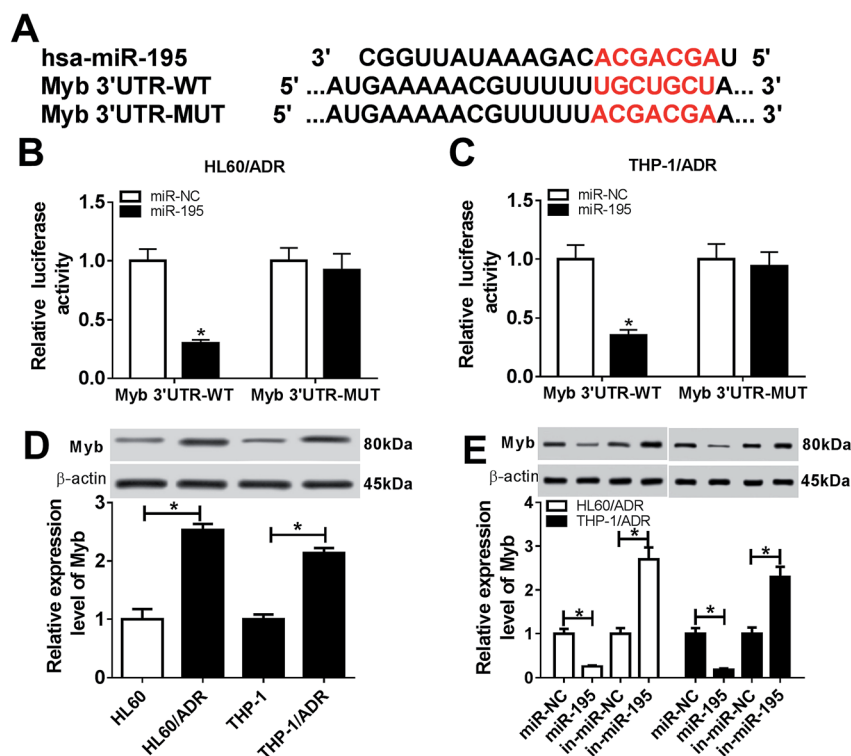 A
hsa-miR-195 3' CGGUUAUAAAGACACGACGAU 5'
Myb 3'UTR-WT 5' ...AUGAAAAACGUUUUUUGCUGCUA... 3'
Myb 3'UTR-MUT 5' ...AUGAAAAACGUUUUUACGACGAA... 3'
B
HL60/ADR
miR-NC
miR-195
Relative luciferase
activity
1.5
1.0
0.5
0.0
*
Myb 3'UTR-WT Myb 3'UTR-MUT
C
THP-1/ADR
miR-NC
miR-195
Relative luciferase
activity
1.5
1.0
0.5
0.0
*
Myb 3'UTR-WT Myb 3'UTR-MUT
D
Myb 80kDa
β-actin 45kDa
Relative expression
level of Myb
3
2
1
0
* *
HL60 HL60/ADR THP-1 THP-1/ADR
E
Myb 80kDa
β-actin 45kDa
HL60/ADR
THP-1/ADR
Relative expression
level of Myb
4
3
2
1
0
* * * *
miR-NC miR-195 in-miR-NC in-miR-195 miR-NC miR-195 in-miR-NC in-miR-195